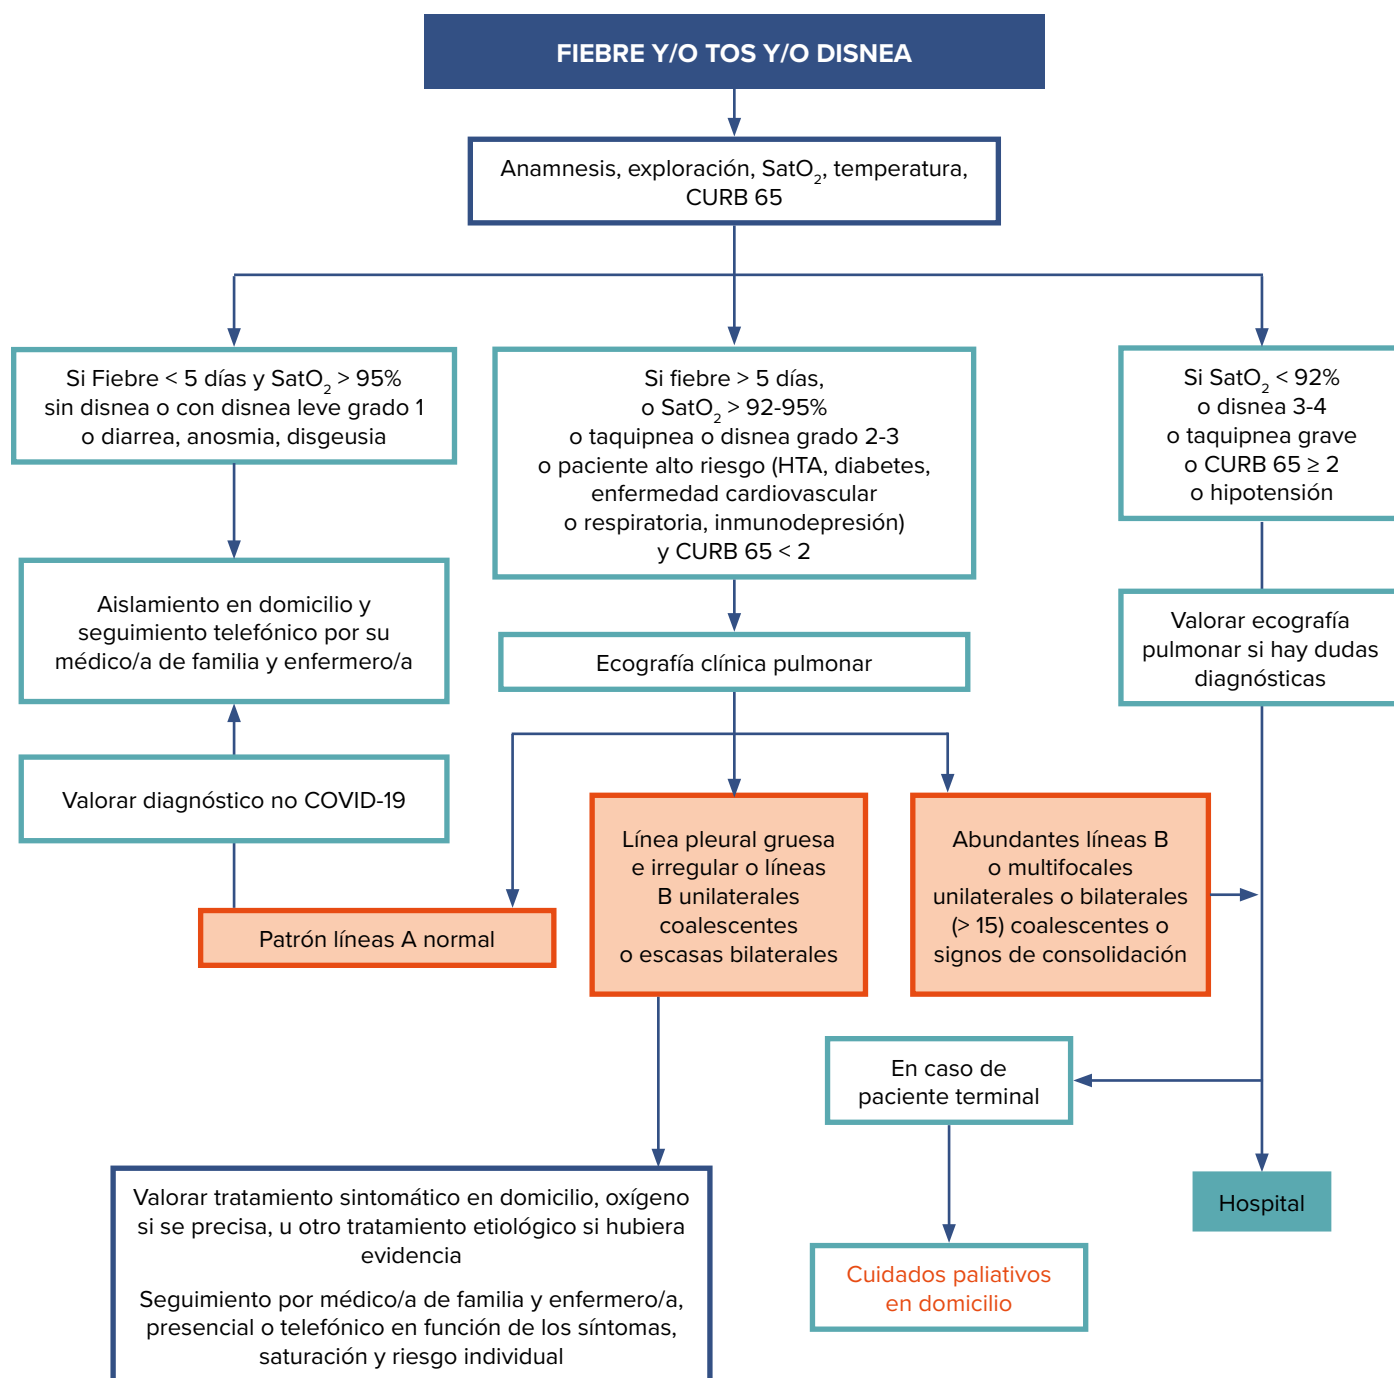 FIEBRE Y/O TOS Y/O DISNEA
Anamnesis, exploración, SatO₂, temperatura,
CURB 65
Si Fiebre < 5 días y SatO₂ > 95%
sin disnea o con disnea leve grado 1
o diarrea, anosmia, disgeusia
Si fiebre > 5 días,
o SatO₂ > 92-95%
o taquipnea o disnea grado 2-3
o paciente alto riesgo (HTA, diabetes,
enfermedad cardiovascular
o respiratoria, inmunodepresión)
y CURB 65 < 2
Si SatO₂ < 92%
o disnea 3-4
o taquipnea grave
o CURB 65 ≥ 2
o hipotensión
Aislamiento en domicilio y
seguimiento telefónico por su
médico/a de familia y enfermero/a
Ecografía clínica pulmonar
Valorar ecografía
pulmonar si hay dudas
diagnósticas
Valorar diagnóstico no COVID-19
Patrón líneas A normal
Línea pleural gruesa
e irregular o líneas
B unilaterales
coalescentes
o escasas bilaterales
Abundantes líneas B
o multifocales
unilaterales o bilaterales
(> 15) coalescentes o
signos de consolidación
En caso de
paciente terminal
Valorar tratamiento sintomático en domicilio, oxígeno
si se precisa, u otro tratamiento etiológico si hubiera
evidencia
Seguimiento por médico/a de familia y enfermero/a,
presencial o telefónico en función de los síntomas,
saturación y riesgo individual
Cuidados paliativos
en domicilio
Hospital